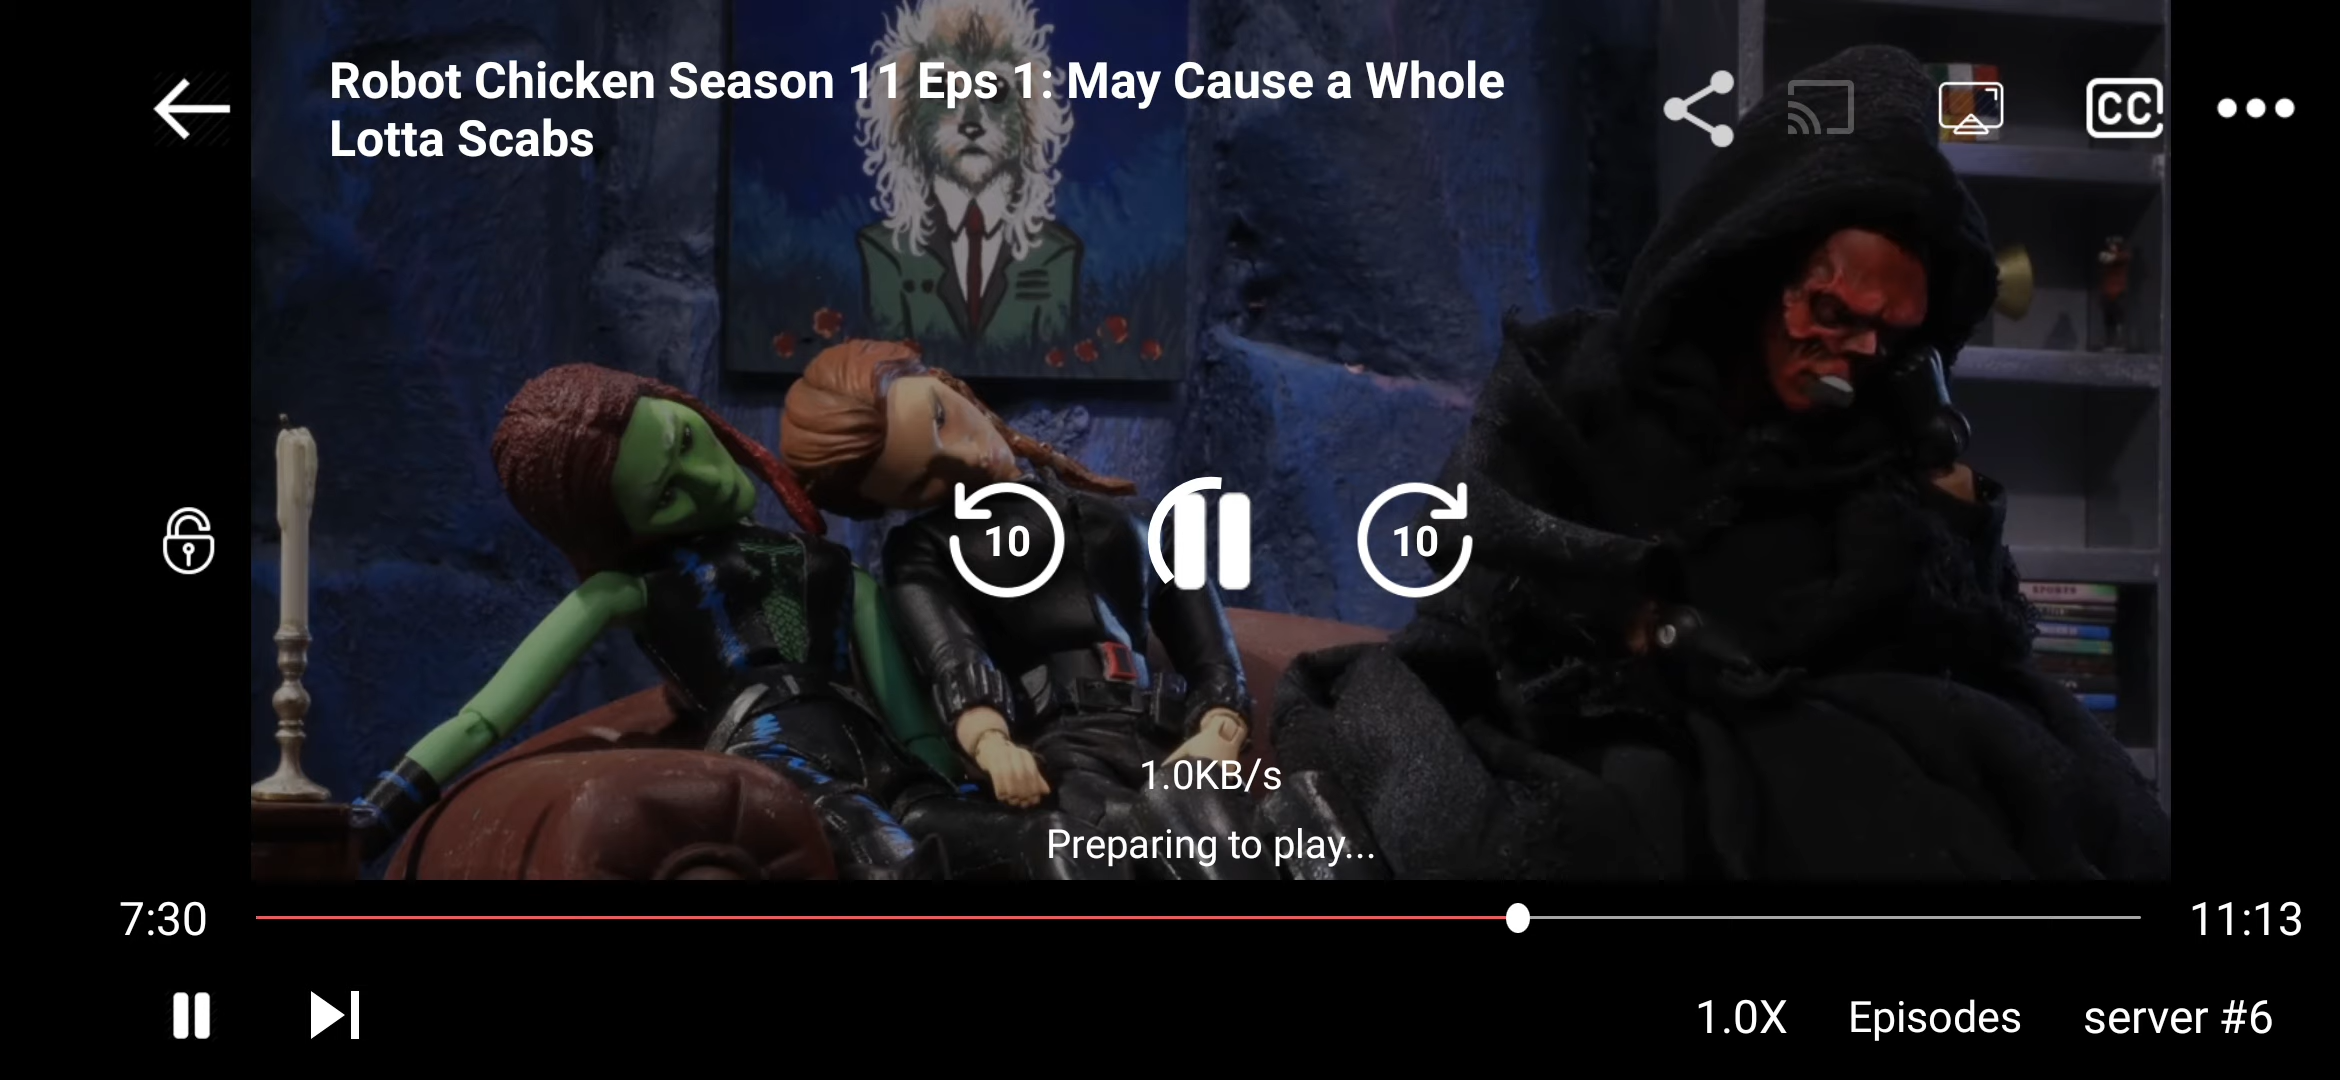 Robot Chicken Season 11 Eps 1: May Cause a Whole
Lotta Scabs
CC
10
10
1.0KB/s
Preparing to play...
7:30
11:13
1.0X
Episodes
server #6